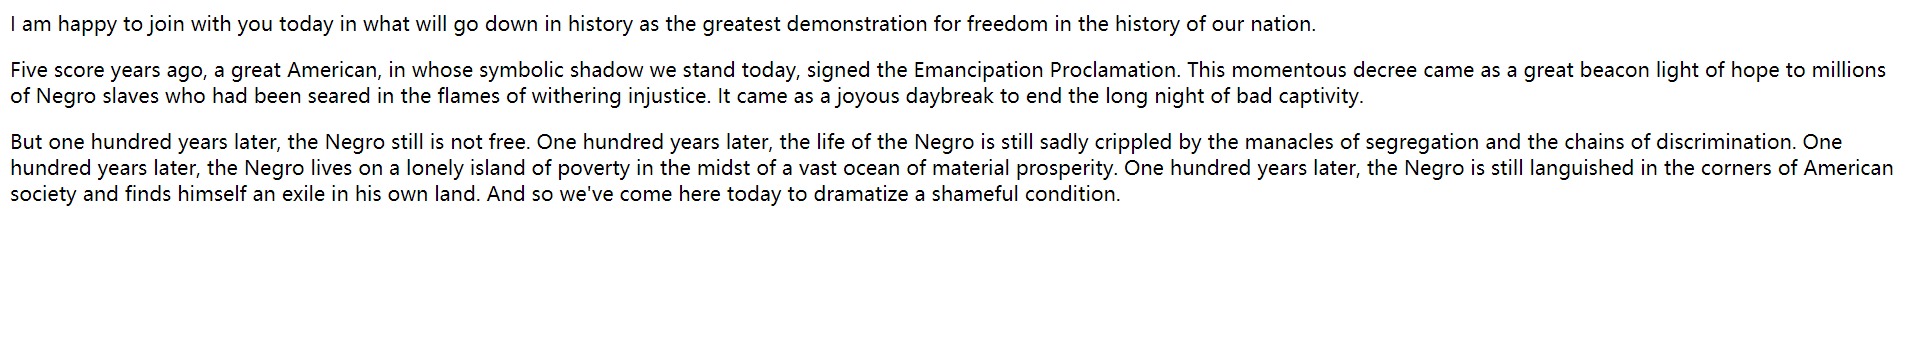 I am happy to join with you today in what will go down in history as the greatest demonstration for freedom in the history of our nation.
Five score years ago, a great American, in whose symbolic shadow we stand today, signed the Emancipation Proclamation. This momentous decree came as a great beacon light of hope to millions
of Negro slaves who had been seared in the flames of withering injustice. It came as a joyous daybreak to end the long night of bad captivity.
But one hundred years later, the Negro still is not free. One hundred years later, the life of the Negro is still sadly crippled by the manacles of segregation and the chains of discrimination. One
hundred years later, the Negro lives on a lonely island of poverty in the midst of a vast ocean of material prosperity. One hundred years later, the Negro is still languished in the corners of American
society and finds himself an exile in his own land. And so we've come here today to dramatize a shameful condition.